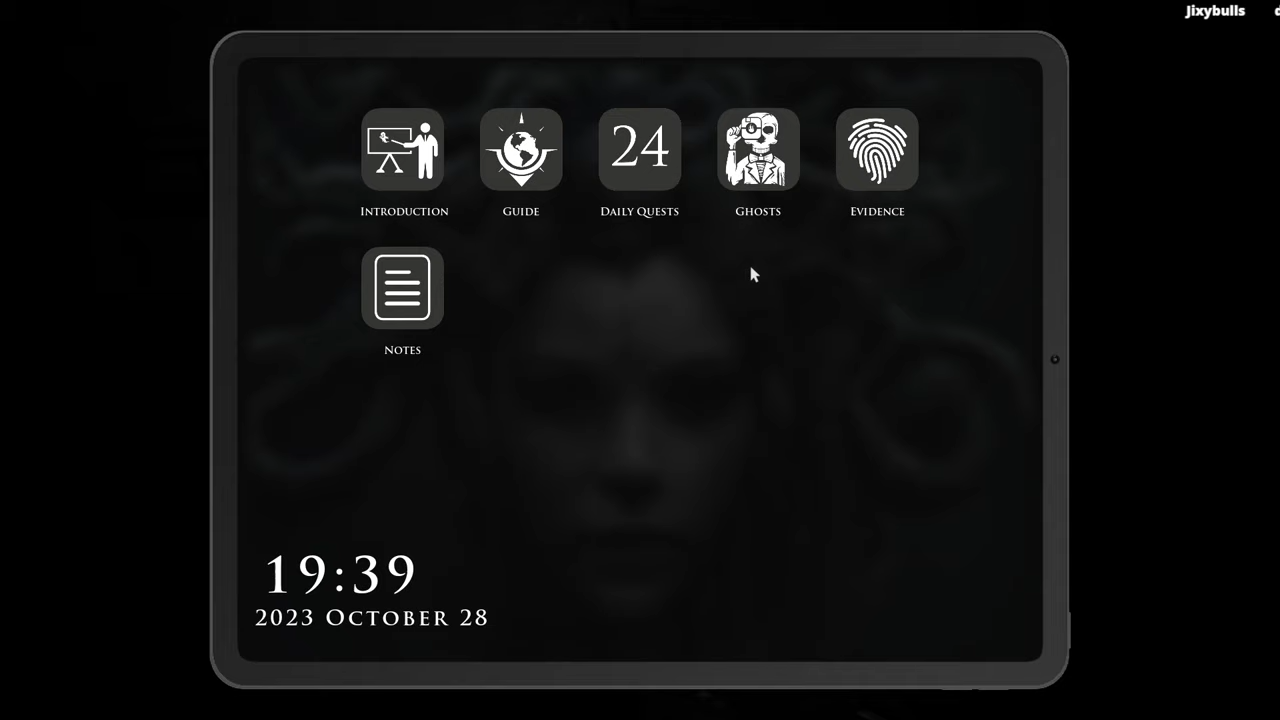 Jixybulls
24
Introduction
Guide
Daily Quests
Ghosts
Evidence
Notes
19:39
2023 October 28